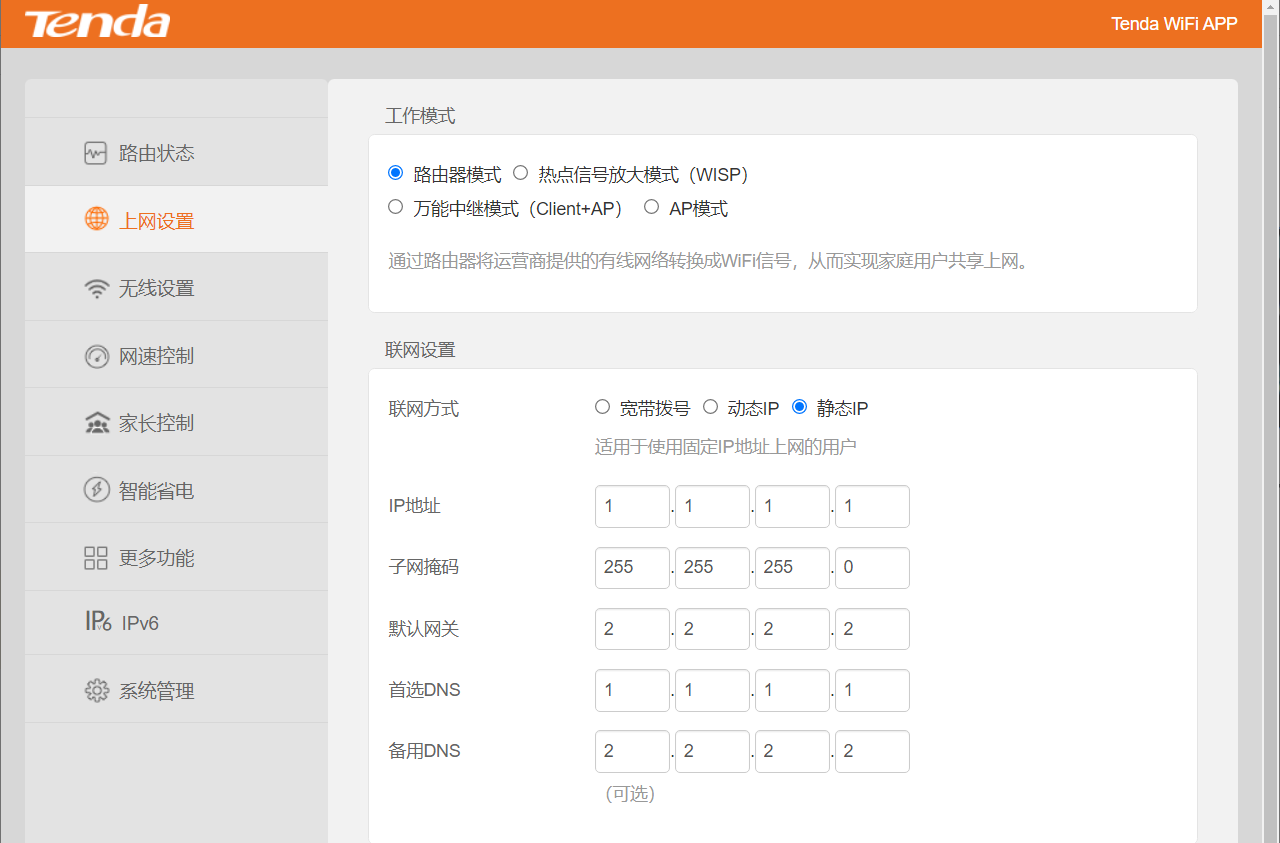 Tenda
Tenda WiFi APP
路由状态
上网设置
无线设置
网速控制
家长控制
智能省电
更多功能
IPv6 IPv6
系统管理
工作模式
路由器模式 热点信号放大模式（WISP）
万能中继模式（Client+AP） AP模式
通过路由器将运营商提供的有线网络转换成WiFi信号，从而实现家庭用户共享上网。
联网设置
联网方式 宽带拨号 动态IP 静态IP
适用于使用固定IP地址上网的用户
IP地址 1 . 1 . 1 . 1
子网掩码 255 . 255 . 255 . 0
默认网关 2 . 2 . 2 . 2
首选DNS 1 . 1 . 1 . 1
备用DNS 2 . 2 . 2 . 2
（可选）